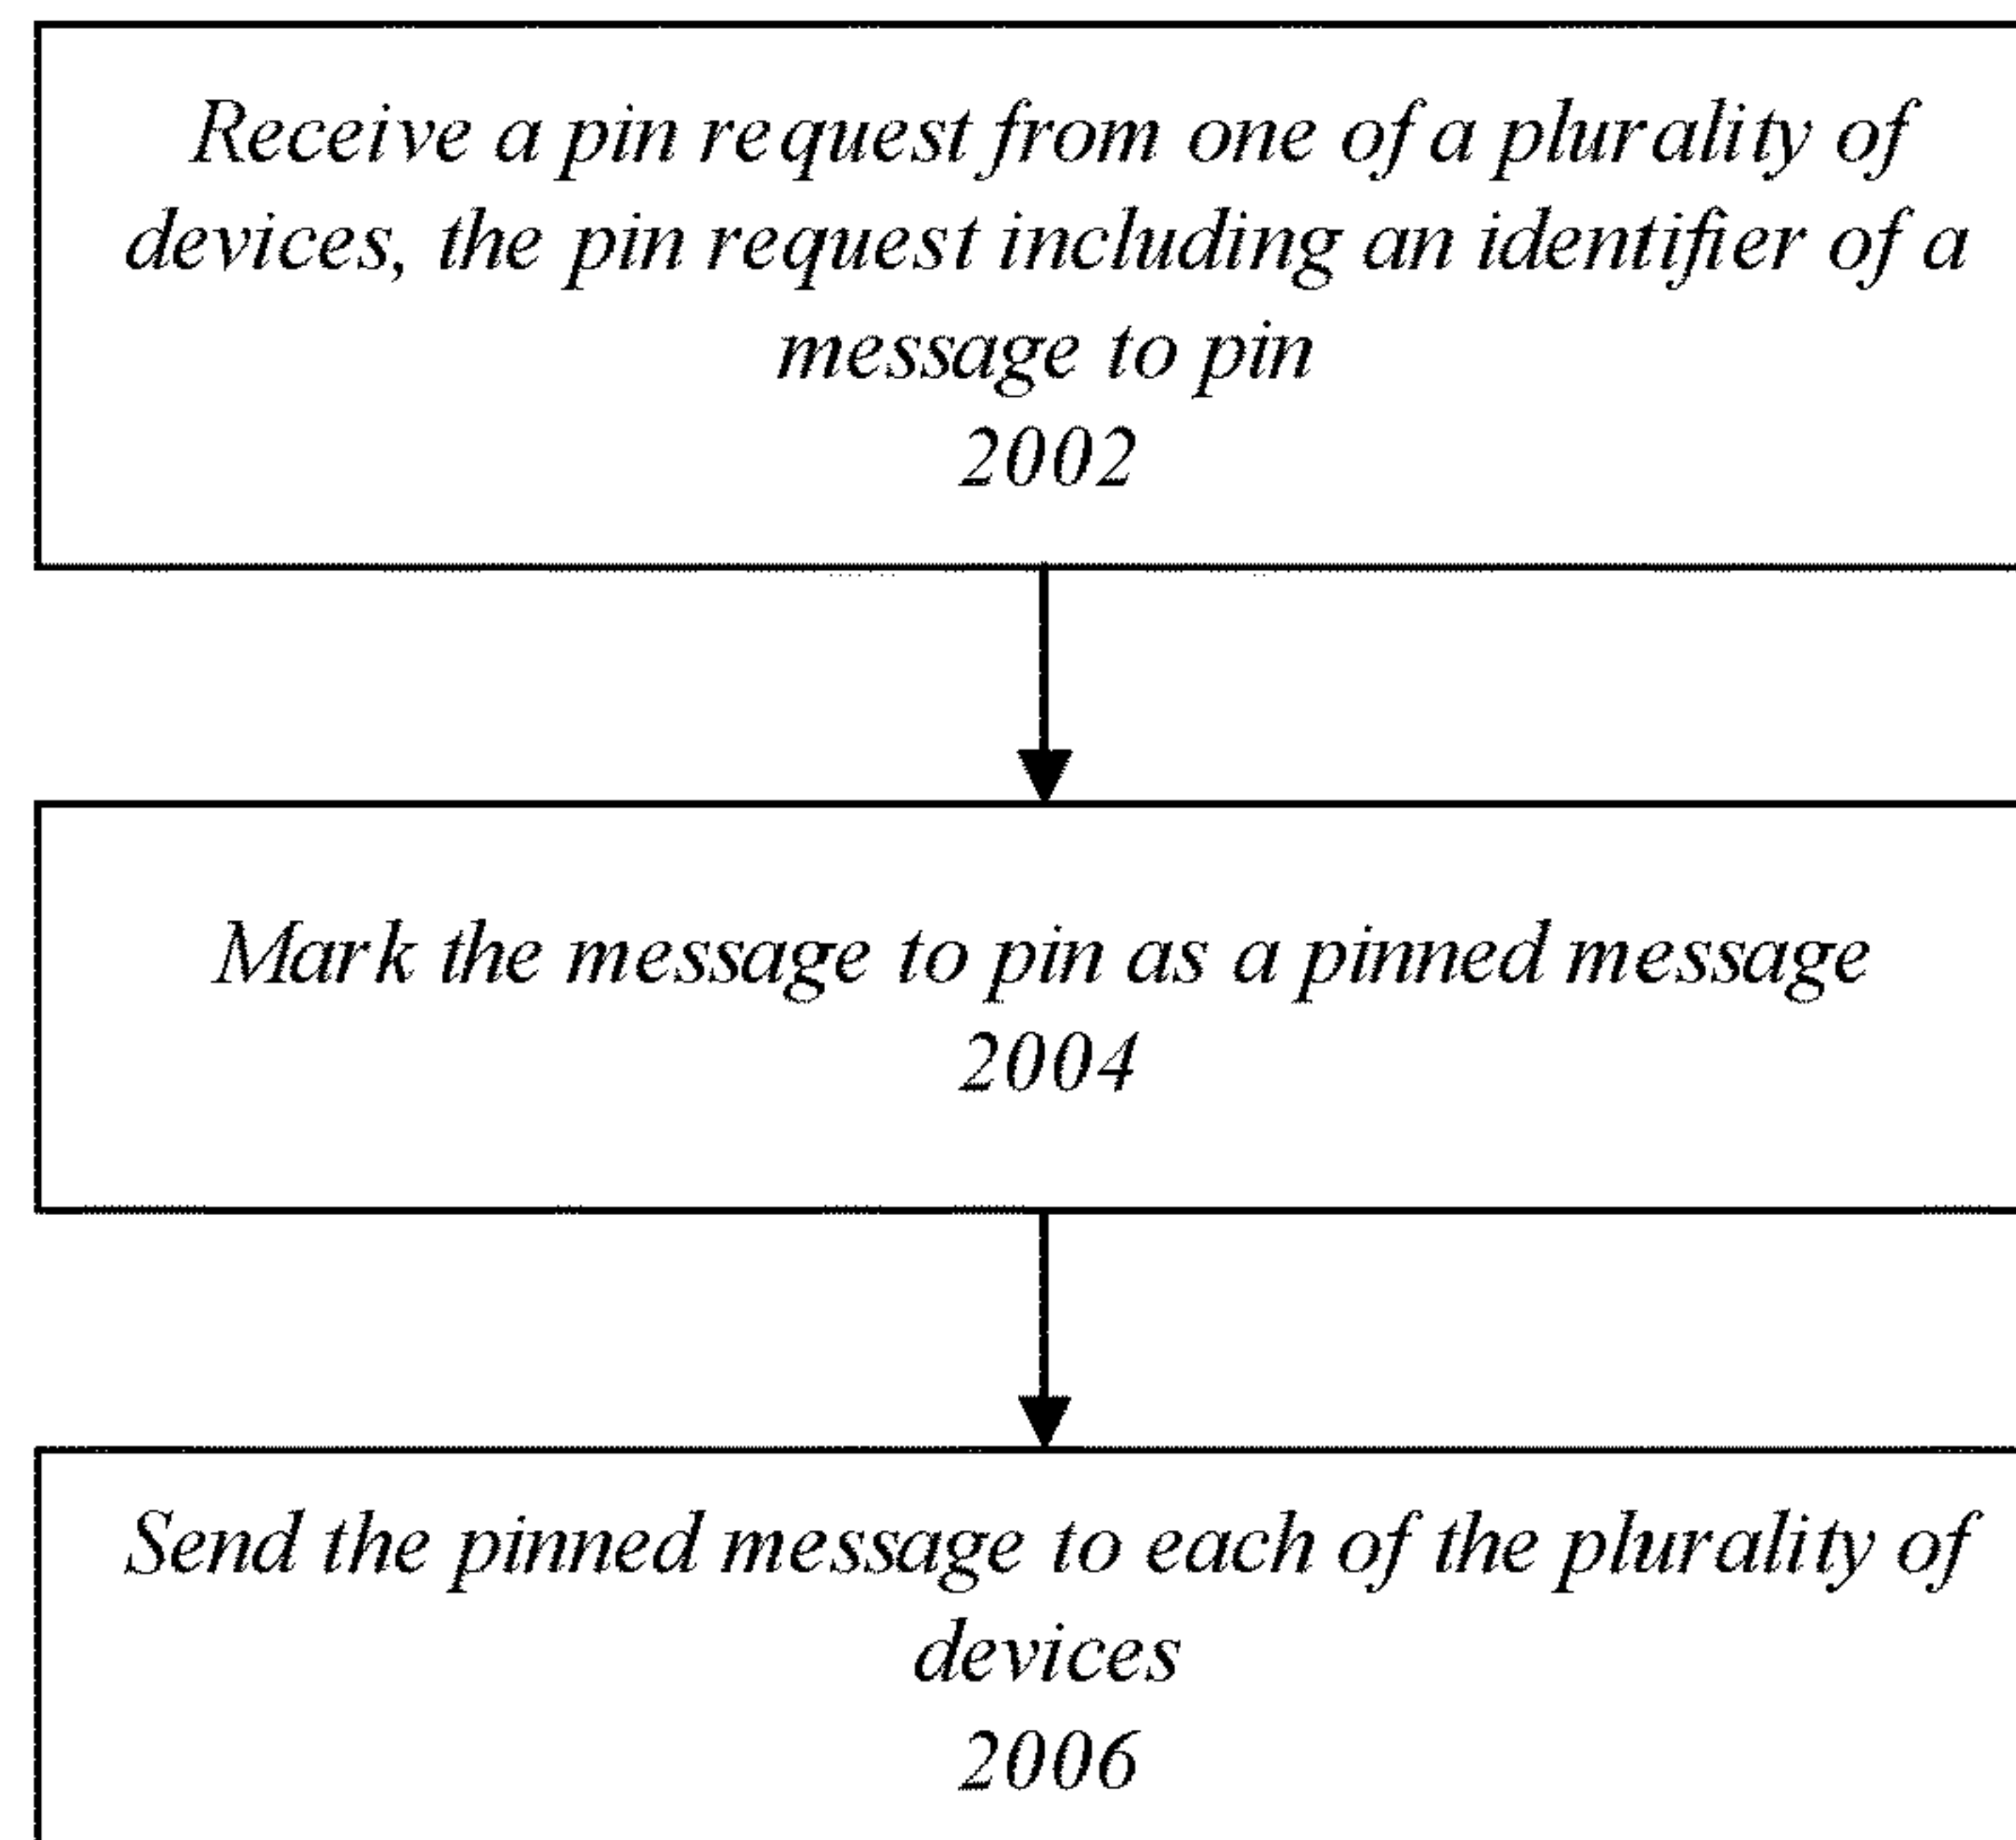 Receive a pin request from one of a plurality of
devices, the pin request including an identifier of a
message to pin
2002
Mark the message to pin as a pinned message
2004
Send the pinned message to each of the plurality of
devices
2006